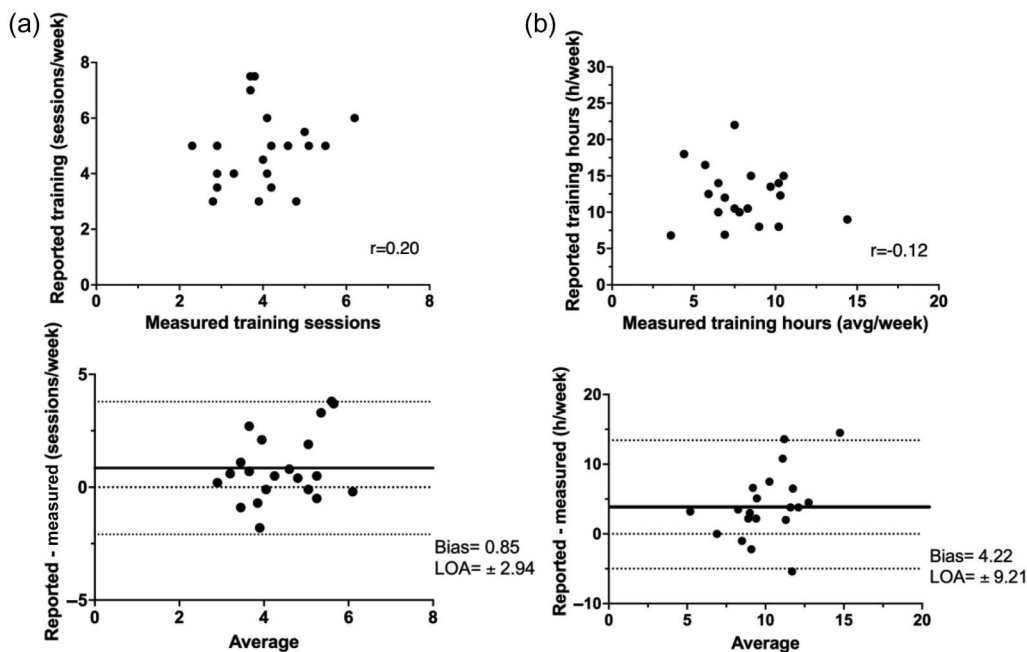 (a)
Reported training (sessions/week)
8
6
4
2
0
0 2 4 6 8
r=0.20
Measured training sessions
(b)
Reported training hours (h/week)
30
25
20
15
10
5
0
0 5 10 15 20
r=-0.12
Measured training hours (avg/week)
Reported - measured (sessions/week)
5
0
–5
0 2 4 6 8
Average
Bias= 0.85
LOA= ± 2.94
Reported - measured (h/week)
20
10
0
–10
0 5 10 15 20
Average
Bias= 4.22
LOA= ± 9.21